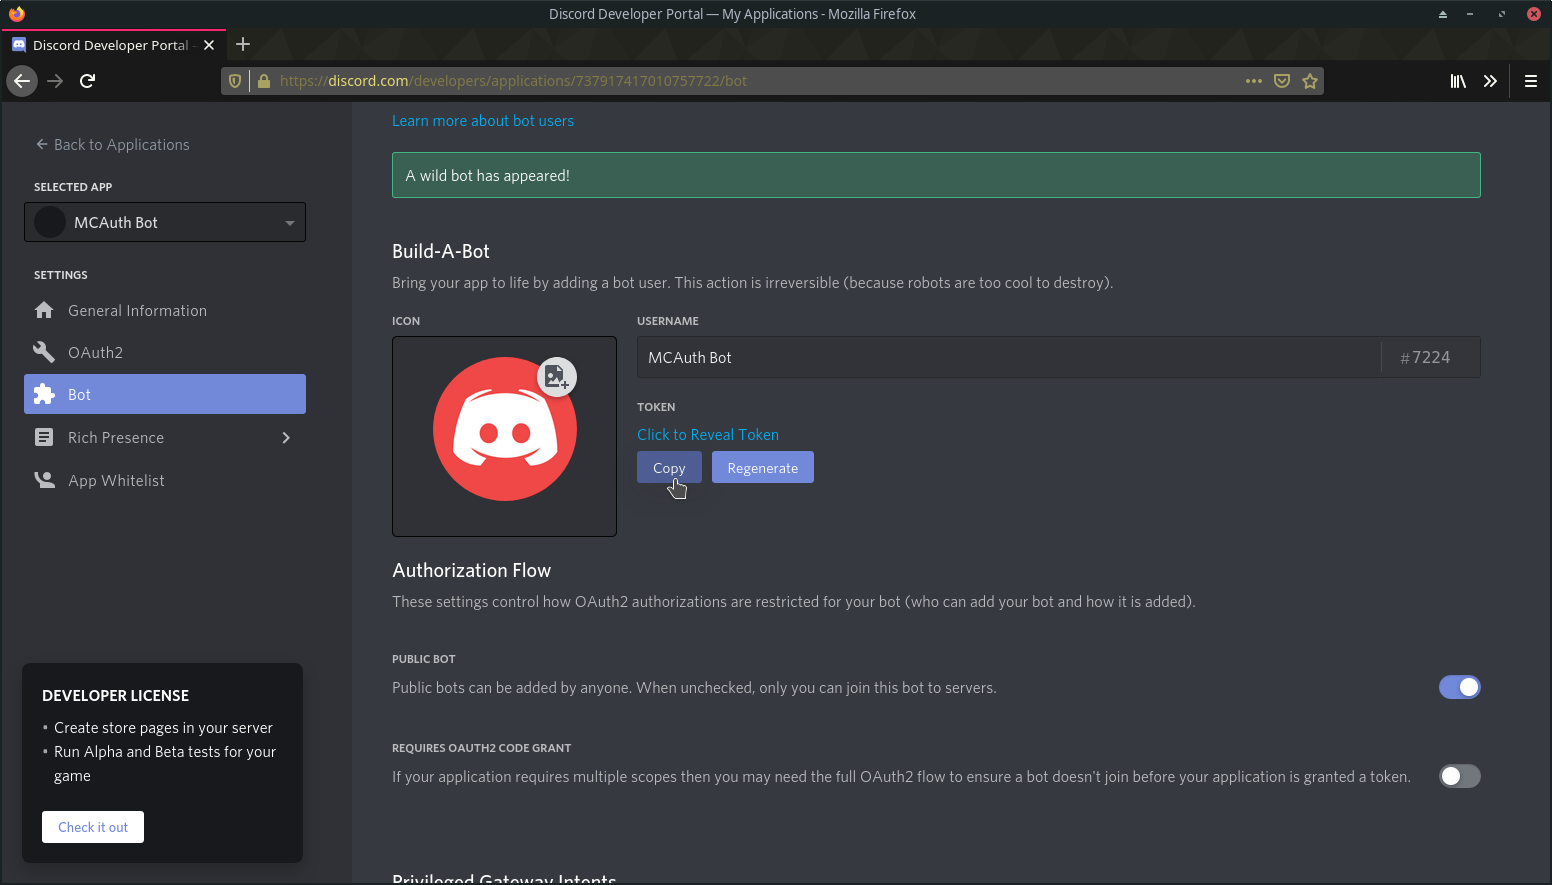 Discord Developer Portal — My Applications - Mozilla Firefox
Discord Developer Portal -
https://discord.com/developers/applications/737917417010757722/bot
Back to Applications
SELECTED APP
MCAuth Bot
SETTINGS
General Information
OAuth2
Bot
Rich Presence
App Whitelist
DEVELOPER LICENSE
• Create store pages in your server
• Run Alpha and Beta tests for your
game
Check it out
Learn more about bot users
A wild bot has appeared!
Build-A-Bot
Bring your app to life by adding a bot user. This action is irreversible (because robots are too cool to destroy).
ICON
USERNAME
MCAuth Bot
#7224
TOKEN
Click to Reveal Token
Copy
Regenerate
Authorization Flow
These settings control how OAuth2 authorizations are restricted for your bot (who can add your bot and how it is added).
PUBLIC BOT
Public bots can be added by anyone. When unchecked, only you can join this bot to servers.
REQUIRES OAUTH2 CODE GRANT
If your application requires multiple scopes then you may need the full OAuth2 flow to ensure a bot doesn't join before your application is granted a token.
Privileged Gateway Intents